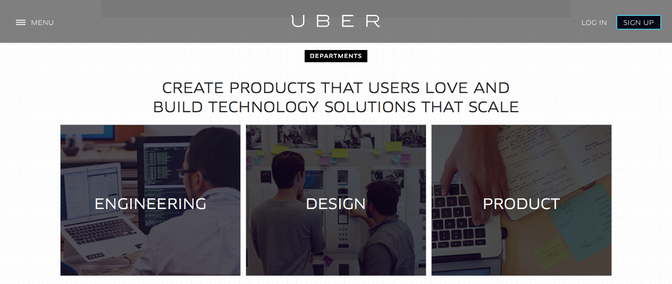 MENU
UBER
LOG IN
SIGN UP
DEPARTMENTS
CREATE PRODUCTS THAT USERS LOVE AND
BUILD TECHNOLOGY SOLUTIONS THAT SCALE
ENGINEERING
DESIGN
PRODUCT